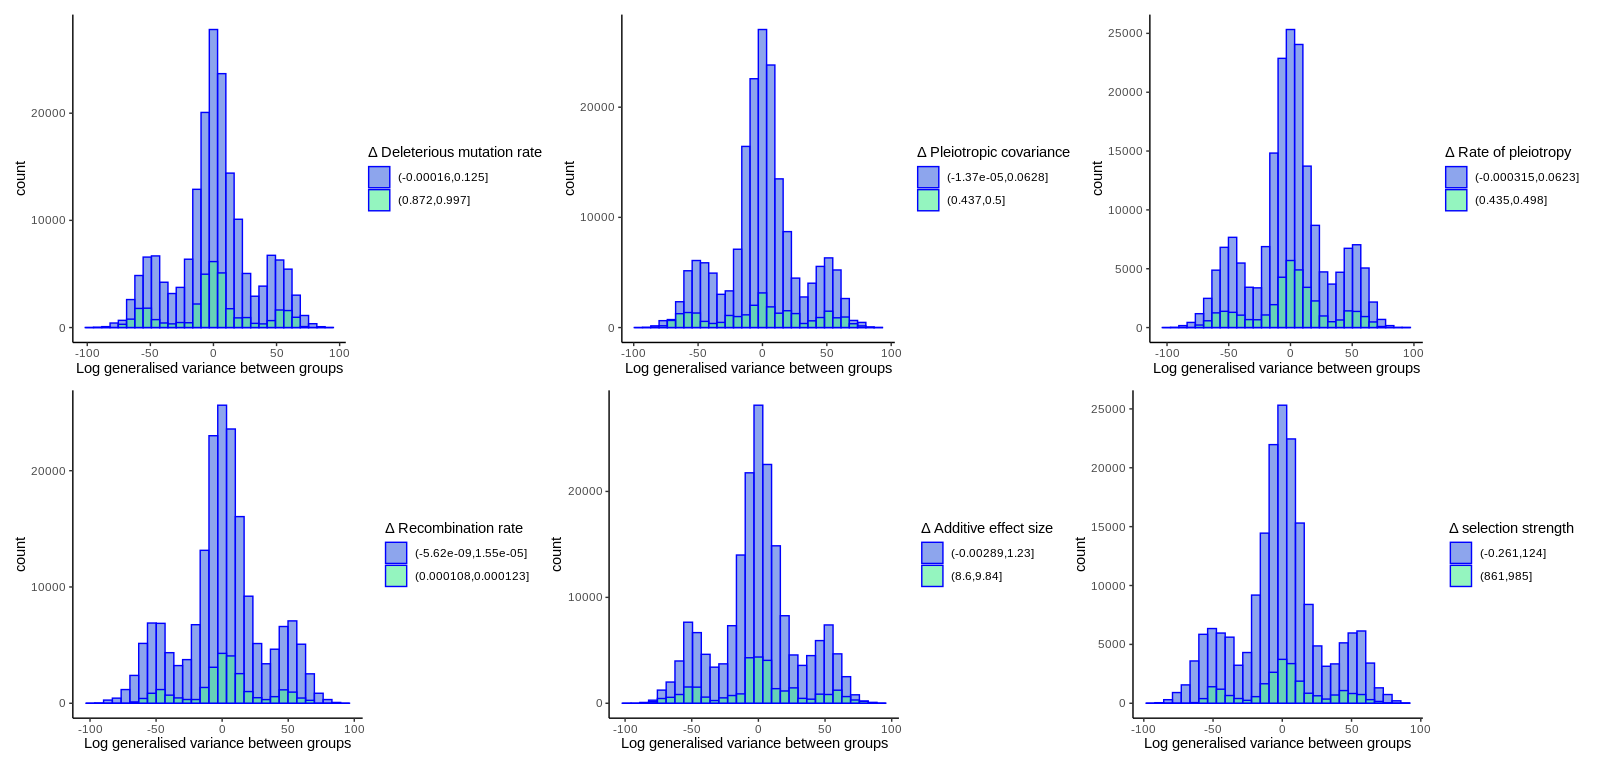 count
20000
10000
0
-100 -50 0 50 100
Log generalised variance between groups
Δ Deleterious mutation rate
(-0.00016,0.125]
(0.872,0.997]
count
20000
10000
0
-100 -50 0 50 100
Log generalised variance between groups
Δ Pleiotropic covariance
(-1.37e-05,0.0628]
(0.437,0.5]
count
25000
20000
15000
10000
5000
0
-100 -50 0 50 100
Log generalised variance between groups
Δ Rate of pleiotropy
(-0.000315,0.0623]
(0.435,0.498]
count
20000
10000
0
-100 -50 0 50 100
Log generalised variance between groups
Δ Recombination rate
(-5.62e-09,1.55e-05]
(0.000108,0.000123]
count
20000
10000
0
-100 -50 0 50 100
Log generalised variance between groups
Δ Additive effect size
(-0.00289,1.23]
(8.6,9.84]
count
25000
20000
15000
10000
5000
0
-100 -50 0 50 100
Log generalised variance between groups
Δ selection strength
(-0.261,124]
(861,985]